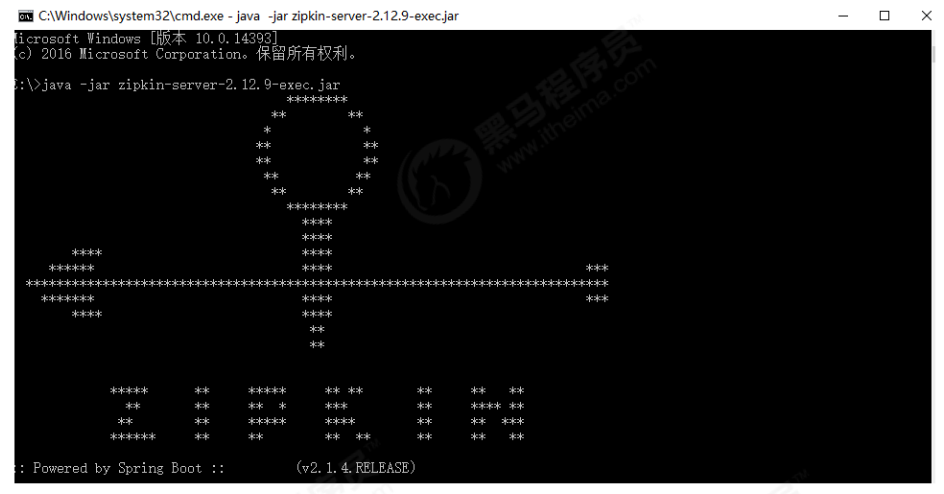 C:\Windows\system32\cmd.exe - java -jar zipkin-server-2.12.9-exec.jar
Microsoft Windows [版本 10.0.14393]
(c) 2016 Microsoft Corporation。保留所有权利。
E:\>java -jar zipkin-server-2.12.9-exec.jar
黑马程序员
www.itheima.com
ZIPKIN
:: Powered by Spring Boot :: (v2.1.4.RELEASE)